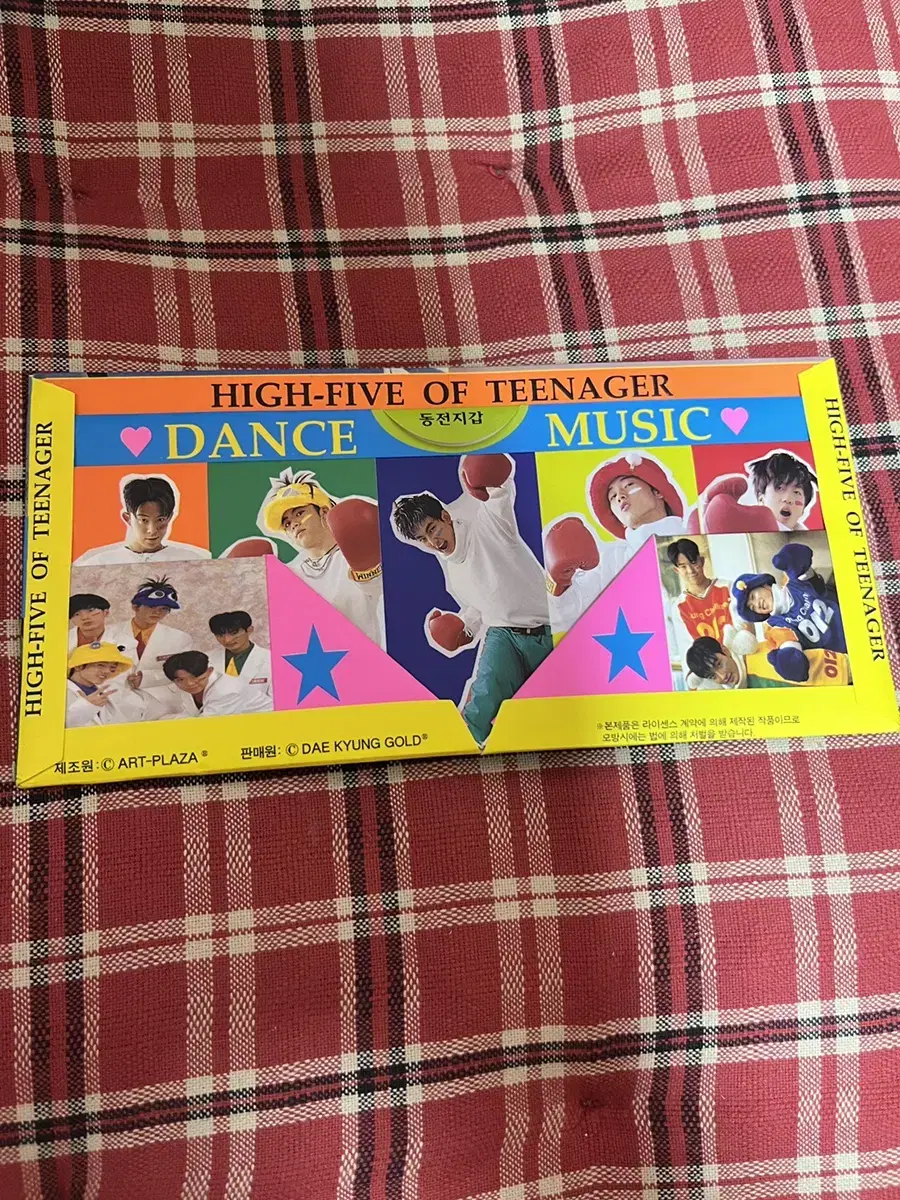 HIGH-FIVE OF TEENAGER
동전지갑
DANCE MUSIC
HIGH-FIVE OF TEENAGER
HIGH-FIVE OF TEENAGER
WINNE
012
012
제조원:Ⓒ ART-PLAZA ®
판매원:Ⓒ DAE KYUNG GOLD®
※본제품은 라이센스 계약에 의해 제작된 작품이므로
모방시에는 법에 의해 처벌을 받습니다.